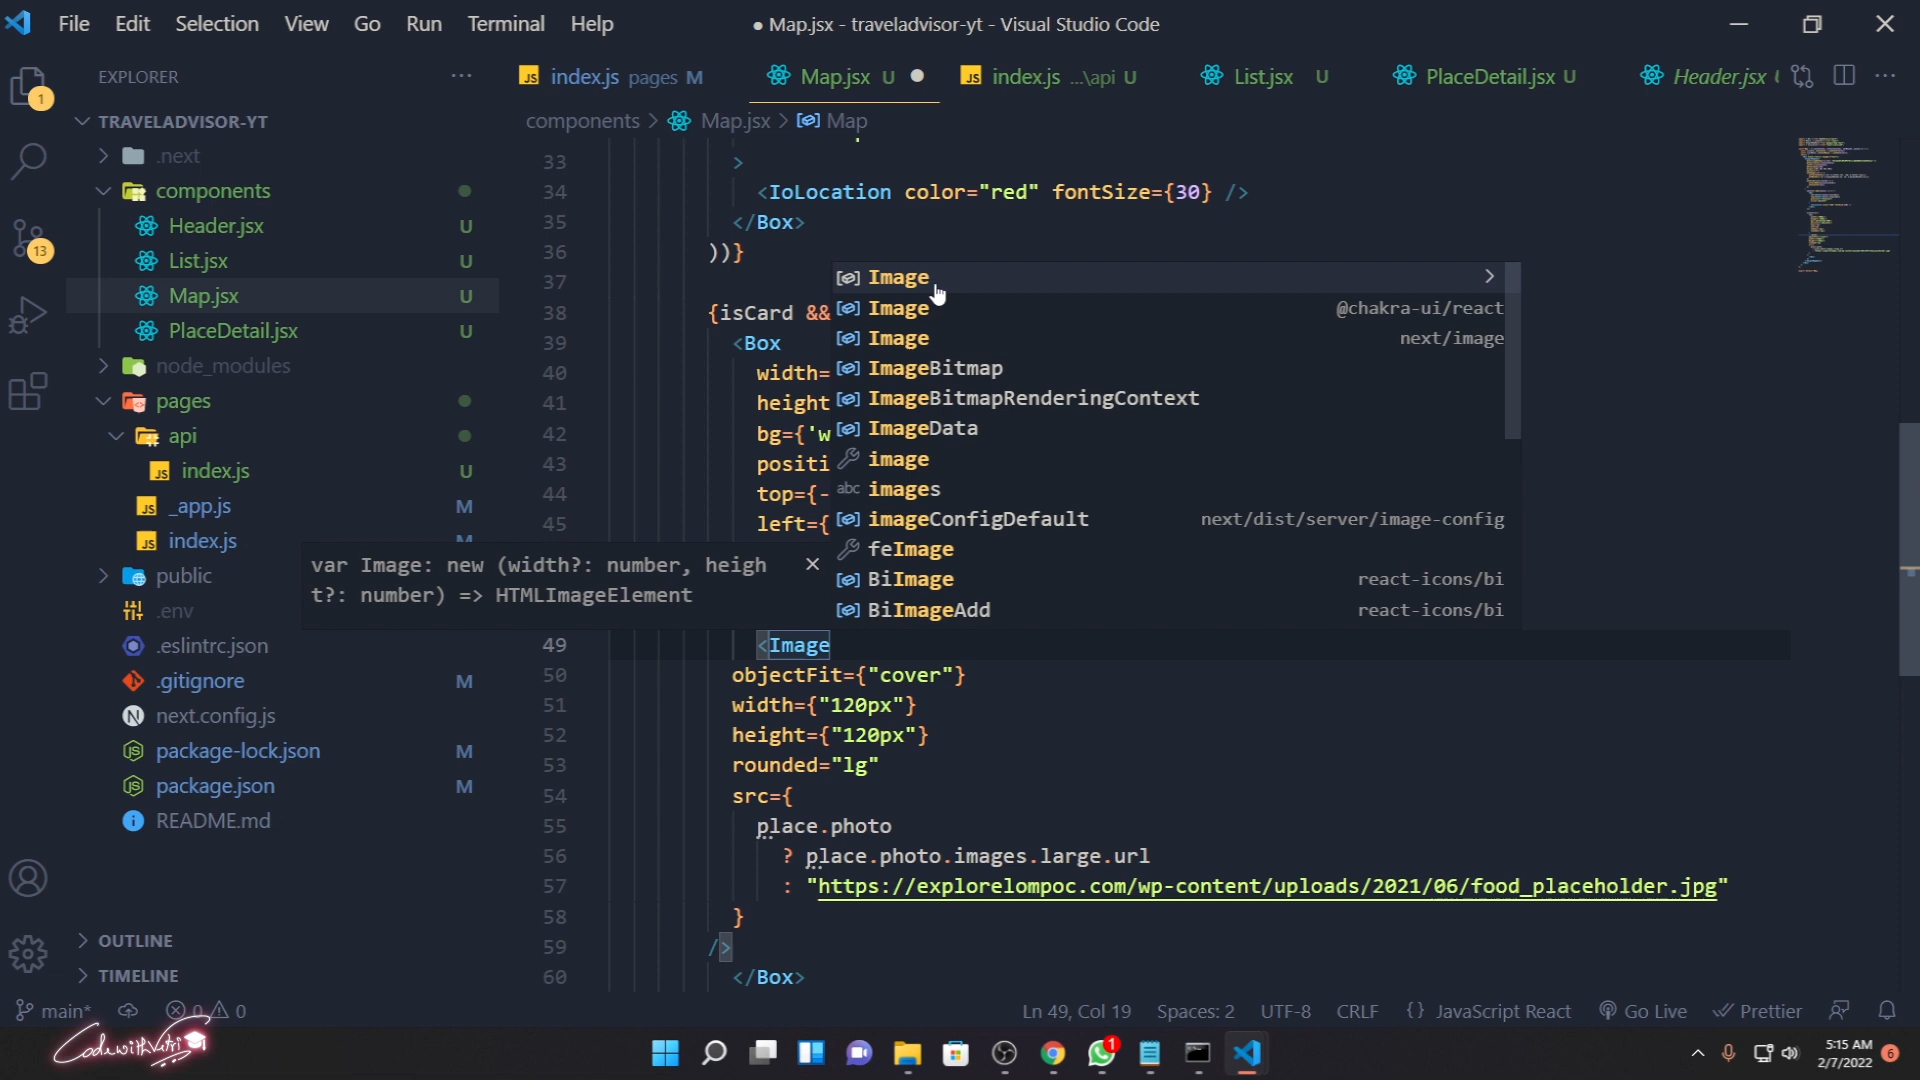 File Edit Selection View Go Run Terminal Help
● Map.jsx - traveladvisor-yt - Visual Studio Code
EXPLORER ···
JS index.js pages M
Map.jsx U ●
JS index.js ...\api U
List.jsx U
PlaceDetail.jsx U
Header.jsx
1
13
TRAVELADVISOR-YT
.next
components
Header.jsx U
List.jsx U
Map.jsx U
PlaceDetail.jsx U
node_modules
pages
api
JS index.js U
JS _app.js M
JS index.js M
public
.env
.eslintrc.json
.gitignore M
N next.config.js
package-lock.json M
package.json M
README.md
OUTLINE
TIMELINE
components > Map.jsx > Map
33 >
34 <IoLocation color="red" fontSize={30} />
35 </Box>
36 ))}
37
38 {isCard &&
39 <Box
40 width=
41 height
42 bg={'w
43 positi
44 top={-
45 left={
49 <Image
50 objectFit={"cover"}
51 width={"120px"}
52 height={"120px"}
53 rounded="lg"
54 src={
55 place.photo
56 ? place.photo.images.large.url
57 : "https://explorelompoc.com/wp-content/uploads/2021/06/food_placeholder.jpg"
58 }
59 />
60 </Box>
Image >
Image @chakra-ui/react
Image next/image
ImageBitmap
ImageBitmapRenderingContext
ImageData
image
abc images
imageConfigDefault next/dist/server/image-config
feImage
BiImage react-icons/bi
BiImageAdd react-icons/bi
var Image: new (width?: number, heigh
t?: number) => HTMLImageElement
main* 0 0
Ln 49, Col 19 Spaces: 2 UTF-8 CRLF {} JavaScript React Go Live Prettier
Codewithvetri
1
5:15 AM
2/7/2022
6